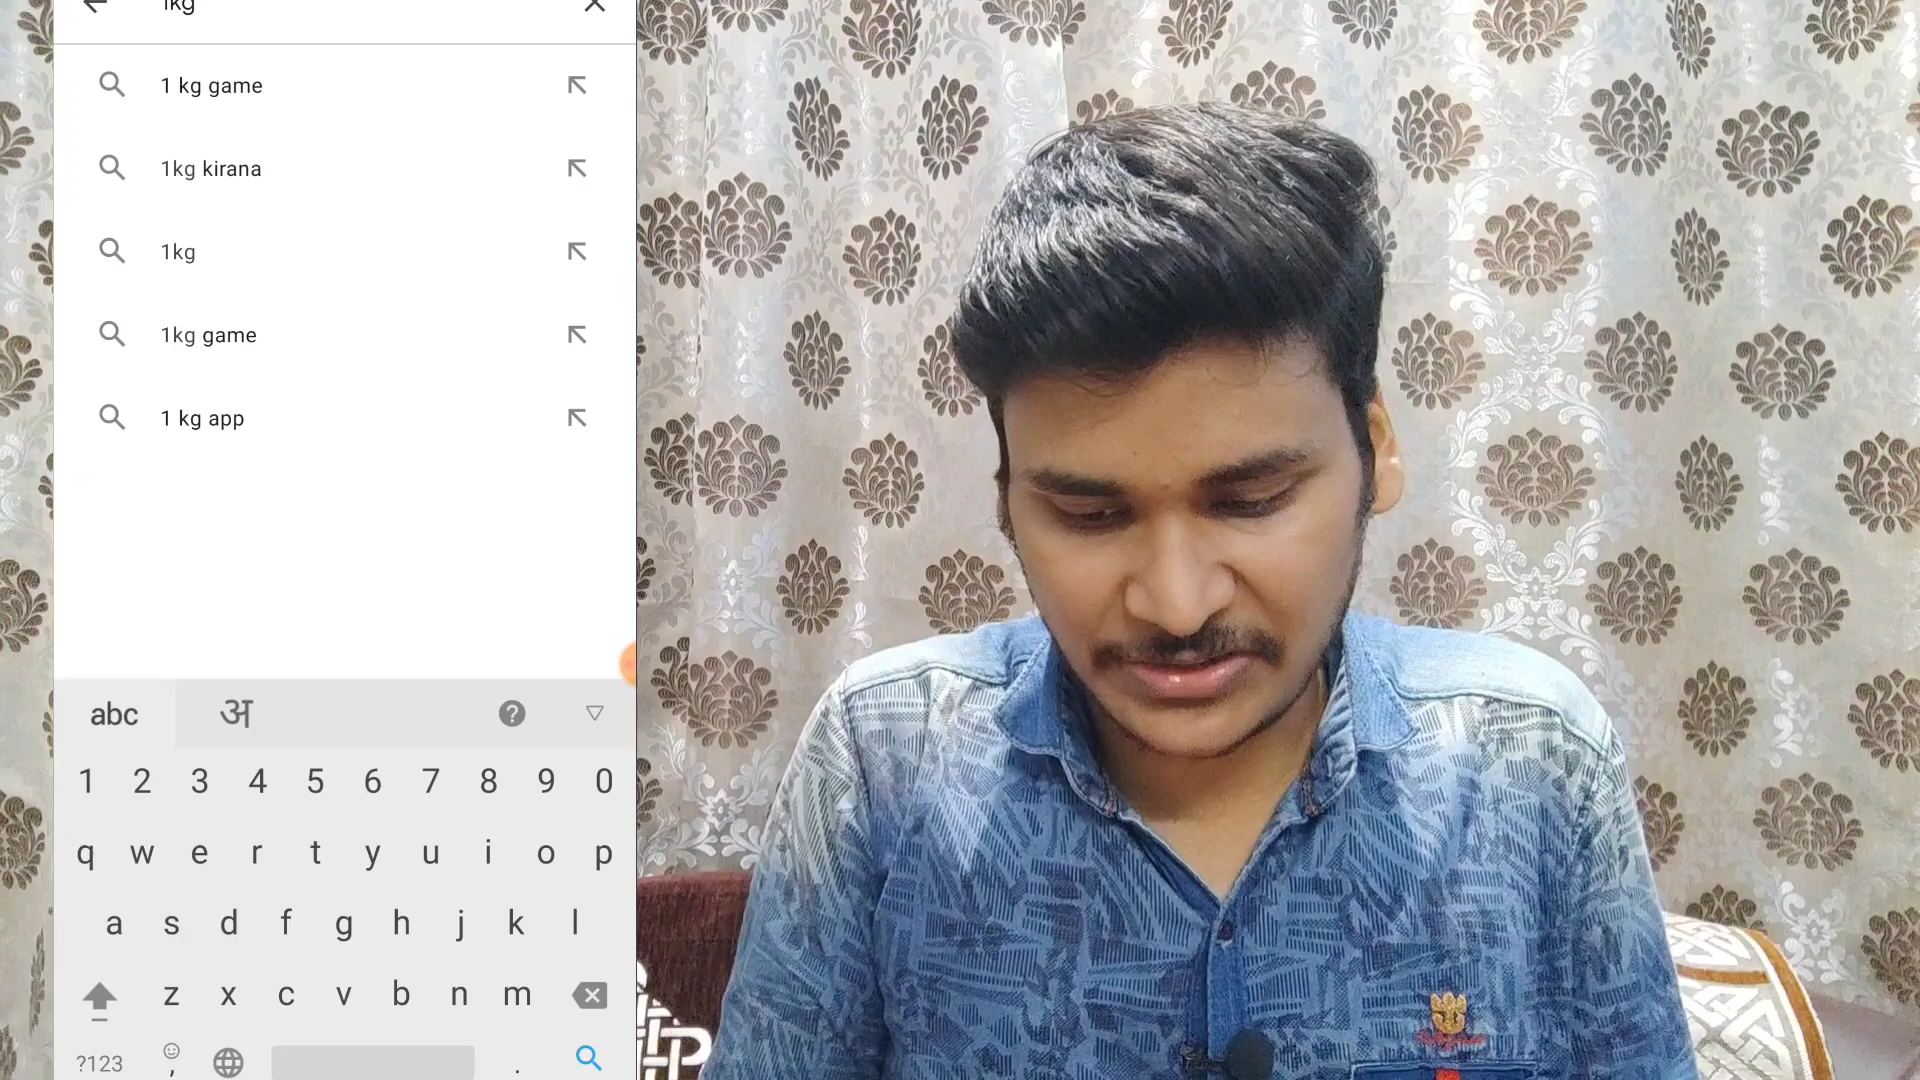 1kg
1 kg game
1kg kirana
1kg
1kg game
1 kg app
abc अ ?
1 2 3 4 5 6 7 8 9 0
q w e r t y u i o p
a s d f g h j k l
z x c v b n m
?123 , .